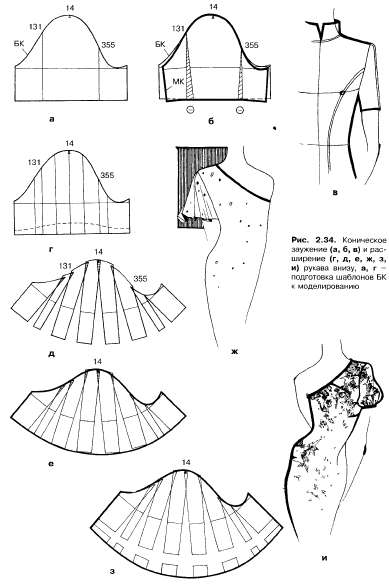 14
131
БК
355
а
14
БК
131
355
МК
б
в
14
131
355
г
ж
Рис. 2.34. Коническое
заужение (а, б, в) и рас-
ширение (г, д, е, ж, з,
и) рукава внизу, а, г –
подготовка шаблонов БК
к моделированию
14
131
355
д
14
е
14
з
и